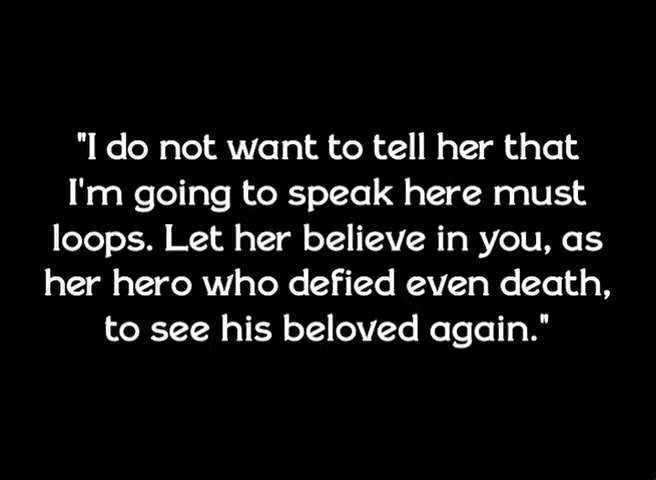 "I do not want to tell her that
I'm going to speak here must
loops. Let her believe in you, as
her hero who defied even death,
to see his beloved again."